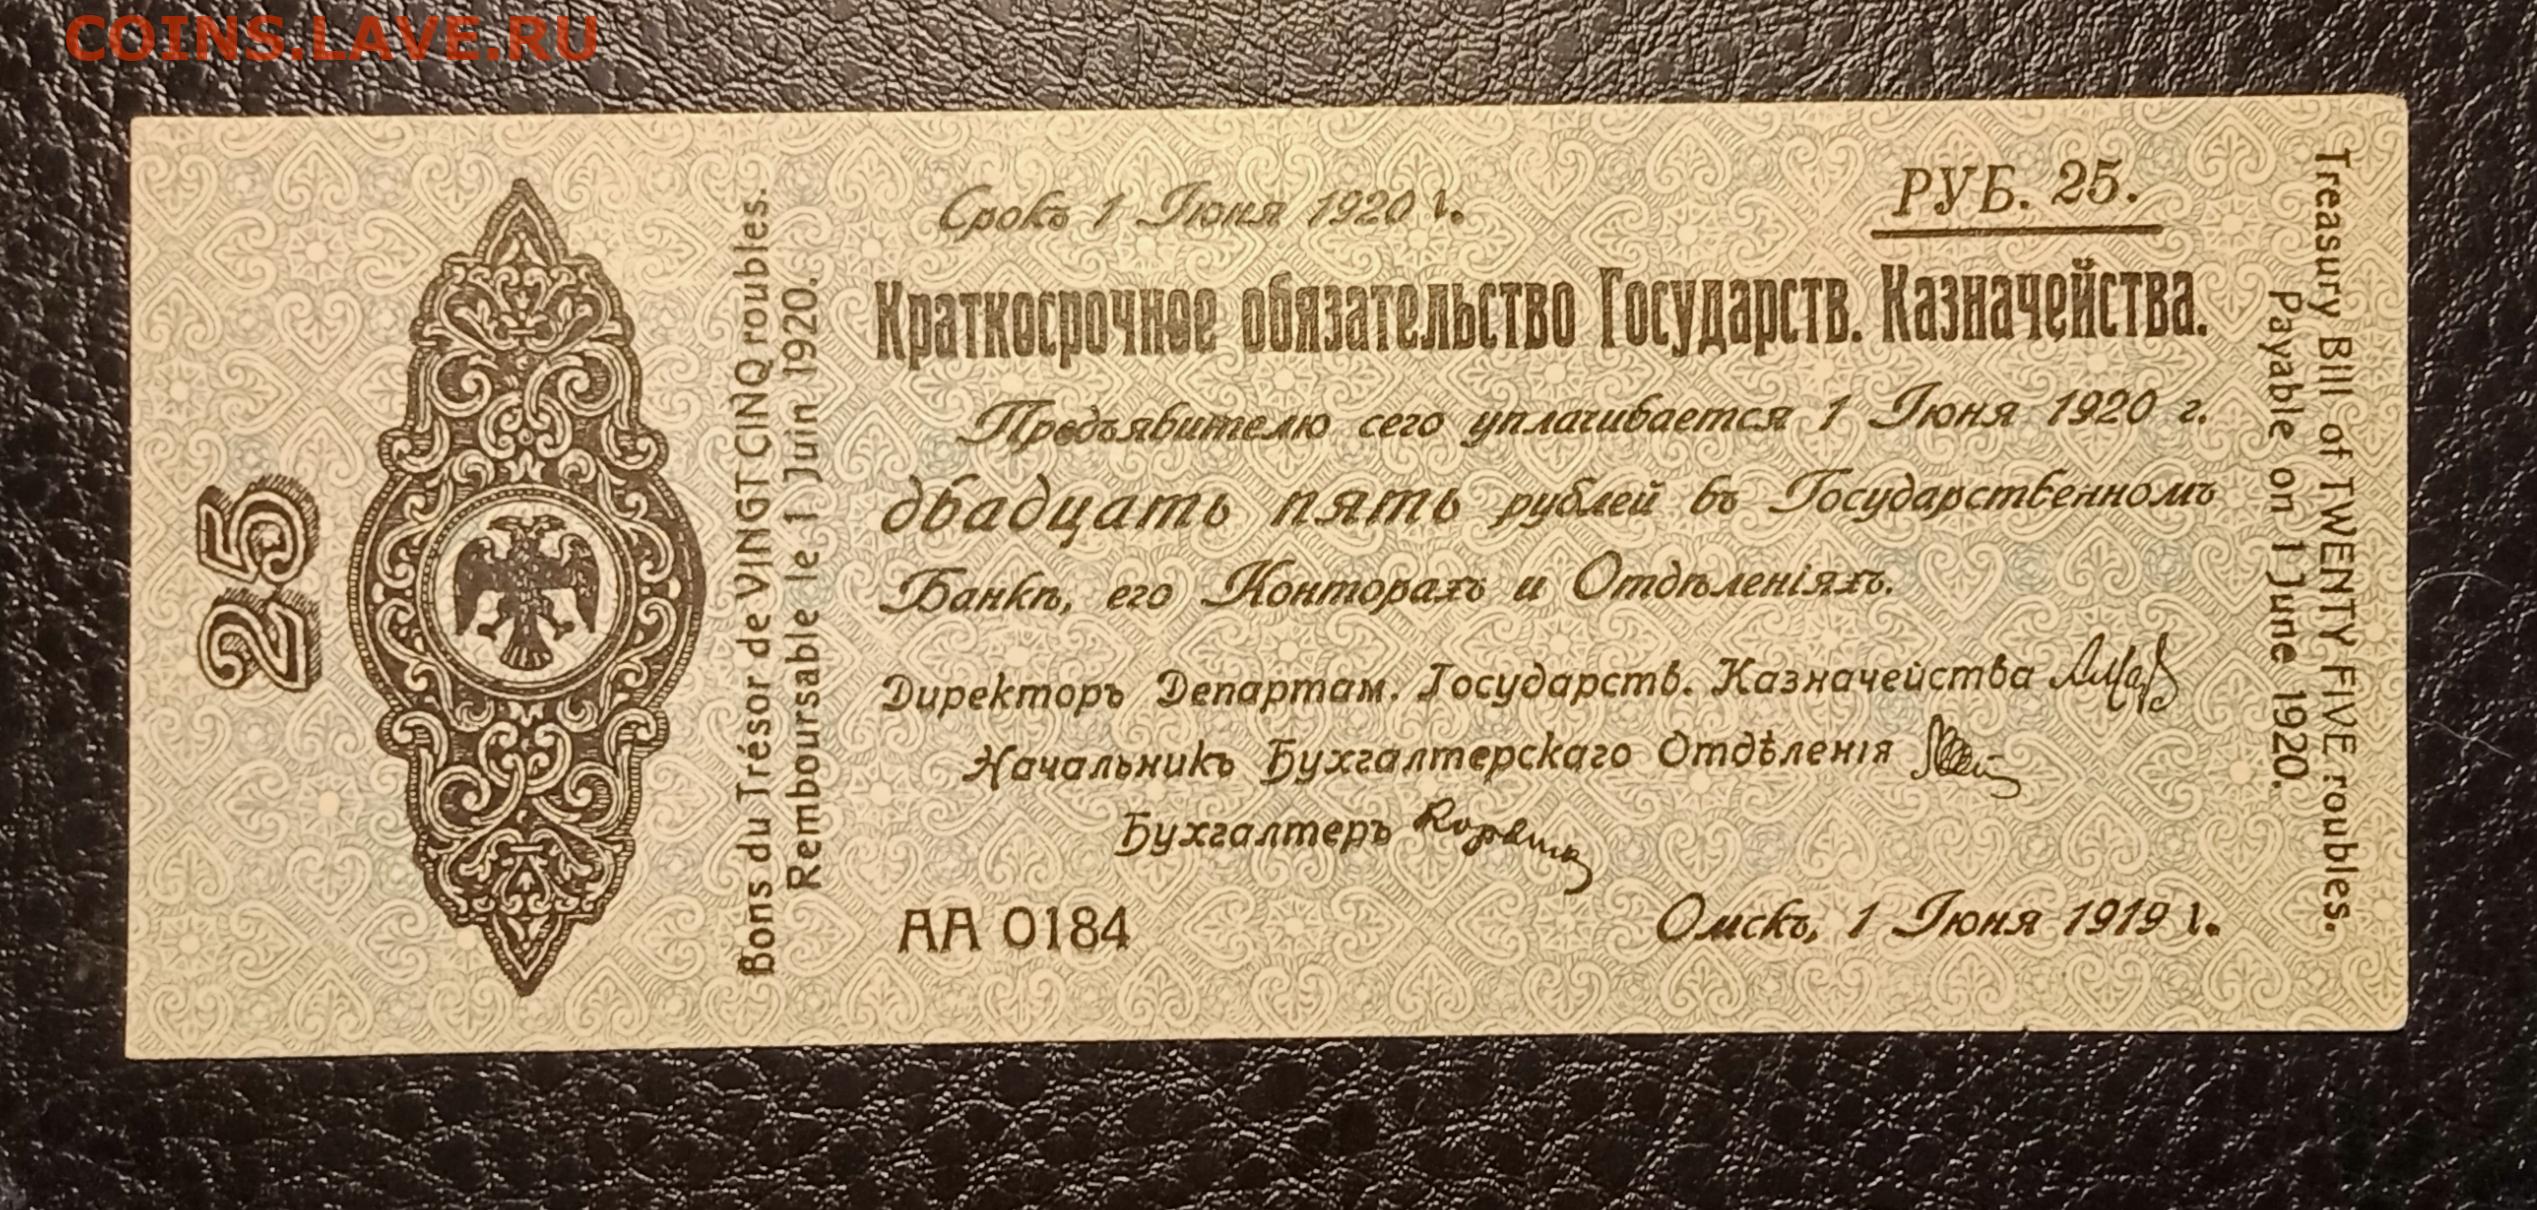 COINS.LAVE.RU
25
Bons du Trésor de VINGT CINQ roubles.
Remboursable le 1 Juin 1920.
Срокъ 1 Іюня 1920 г.
РУБ. 25.
Краткосрочное обязательство Государств. Казначейства.
Предъявителю сего уплачивается 1 Іюня 1920 г.
двадцать пять рублей въ Государственномъ
Банкѣ, его Конторахъ и Отдѣленіяхъ.
Директоръ Департам. Государств. Казначейства
Начальникъ Бухгалтерскаго Отдѣленія
Бухгалтеръ
АА 0184
Омскъ, 1 Іюня 1919 г.
Treasury Bill of TWENTY FIVE roubles.
Payable on 1 June 1920.